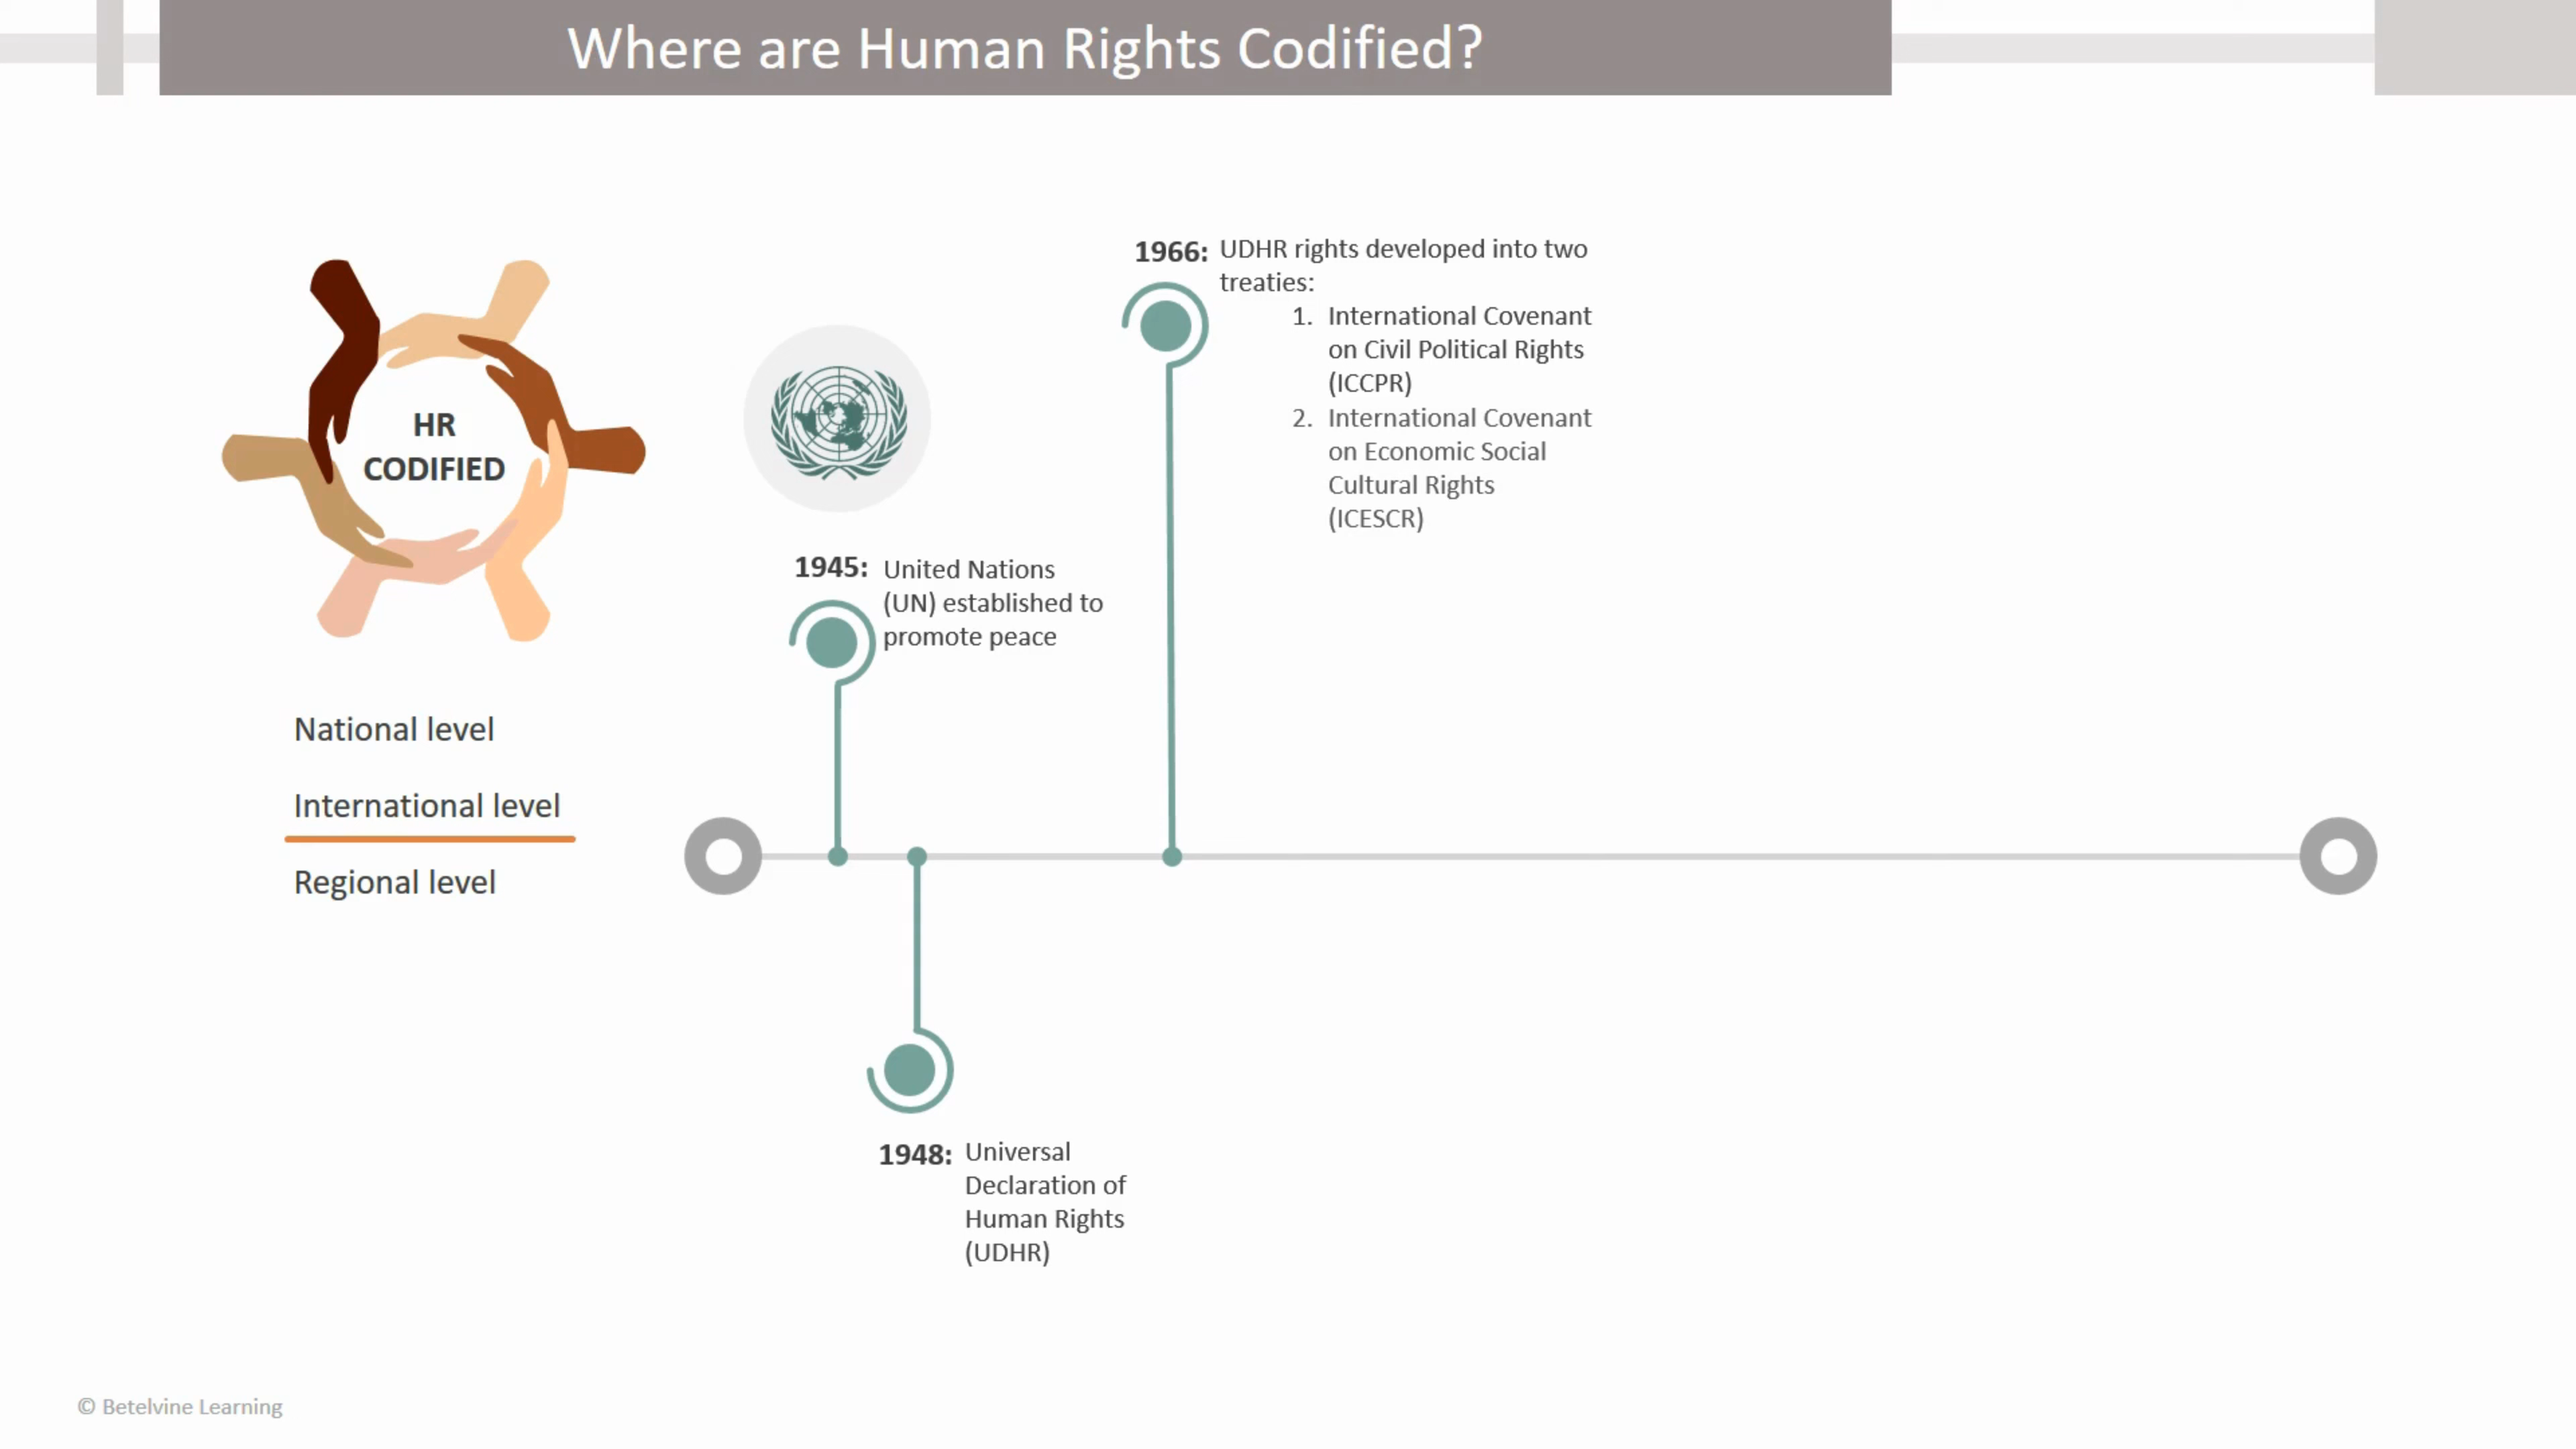 Where are Human Rights Codified?
HR
CODIFIED
National level
International level
Regional level
1945: United Nations
(UN) established to
promote peace
1948: Universal
Declaration of
Human Rights
(UDHR)
1966: UDHR rights developed into two
treaties:
1. International Covenant
on Civil Political Rights
(ICCPR)
2. International Covenant
on Economic Social
Cultural Rights
(ICESCR)
© Betelvine Learning